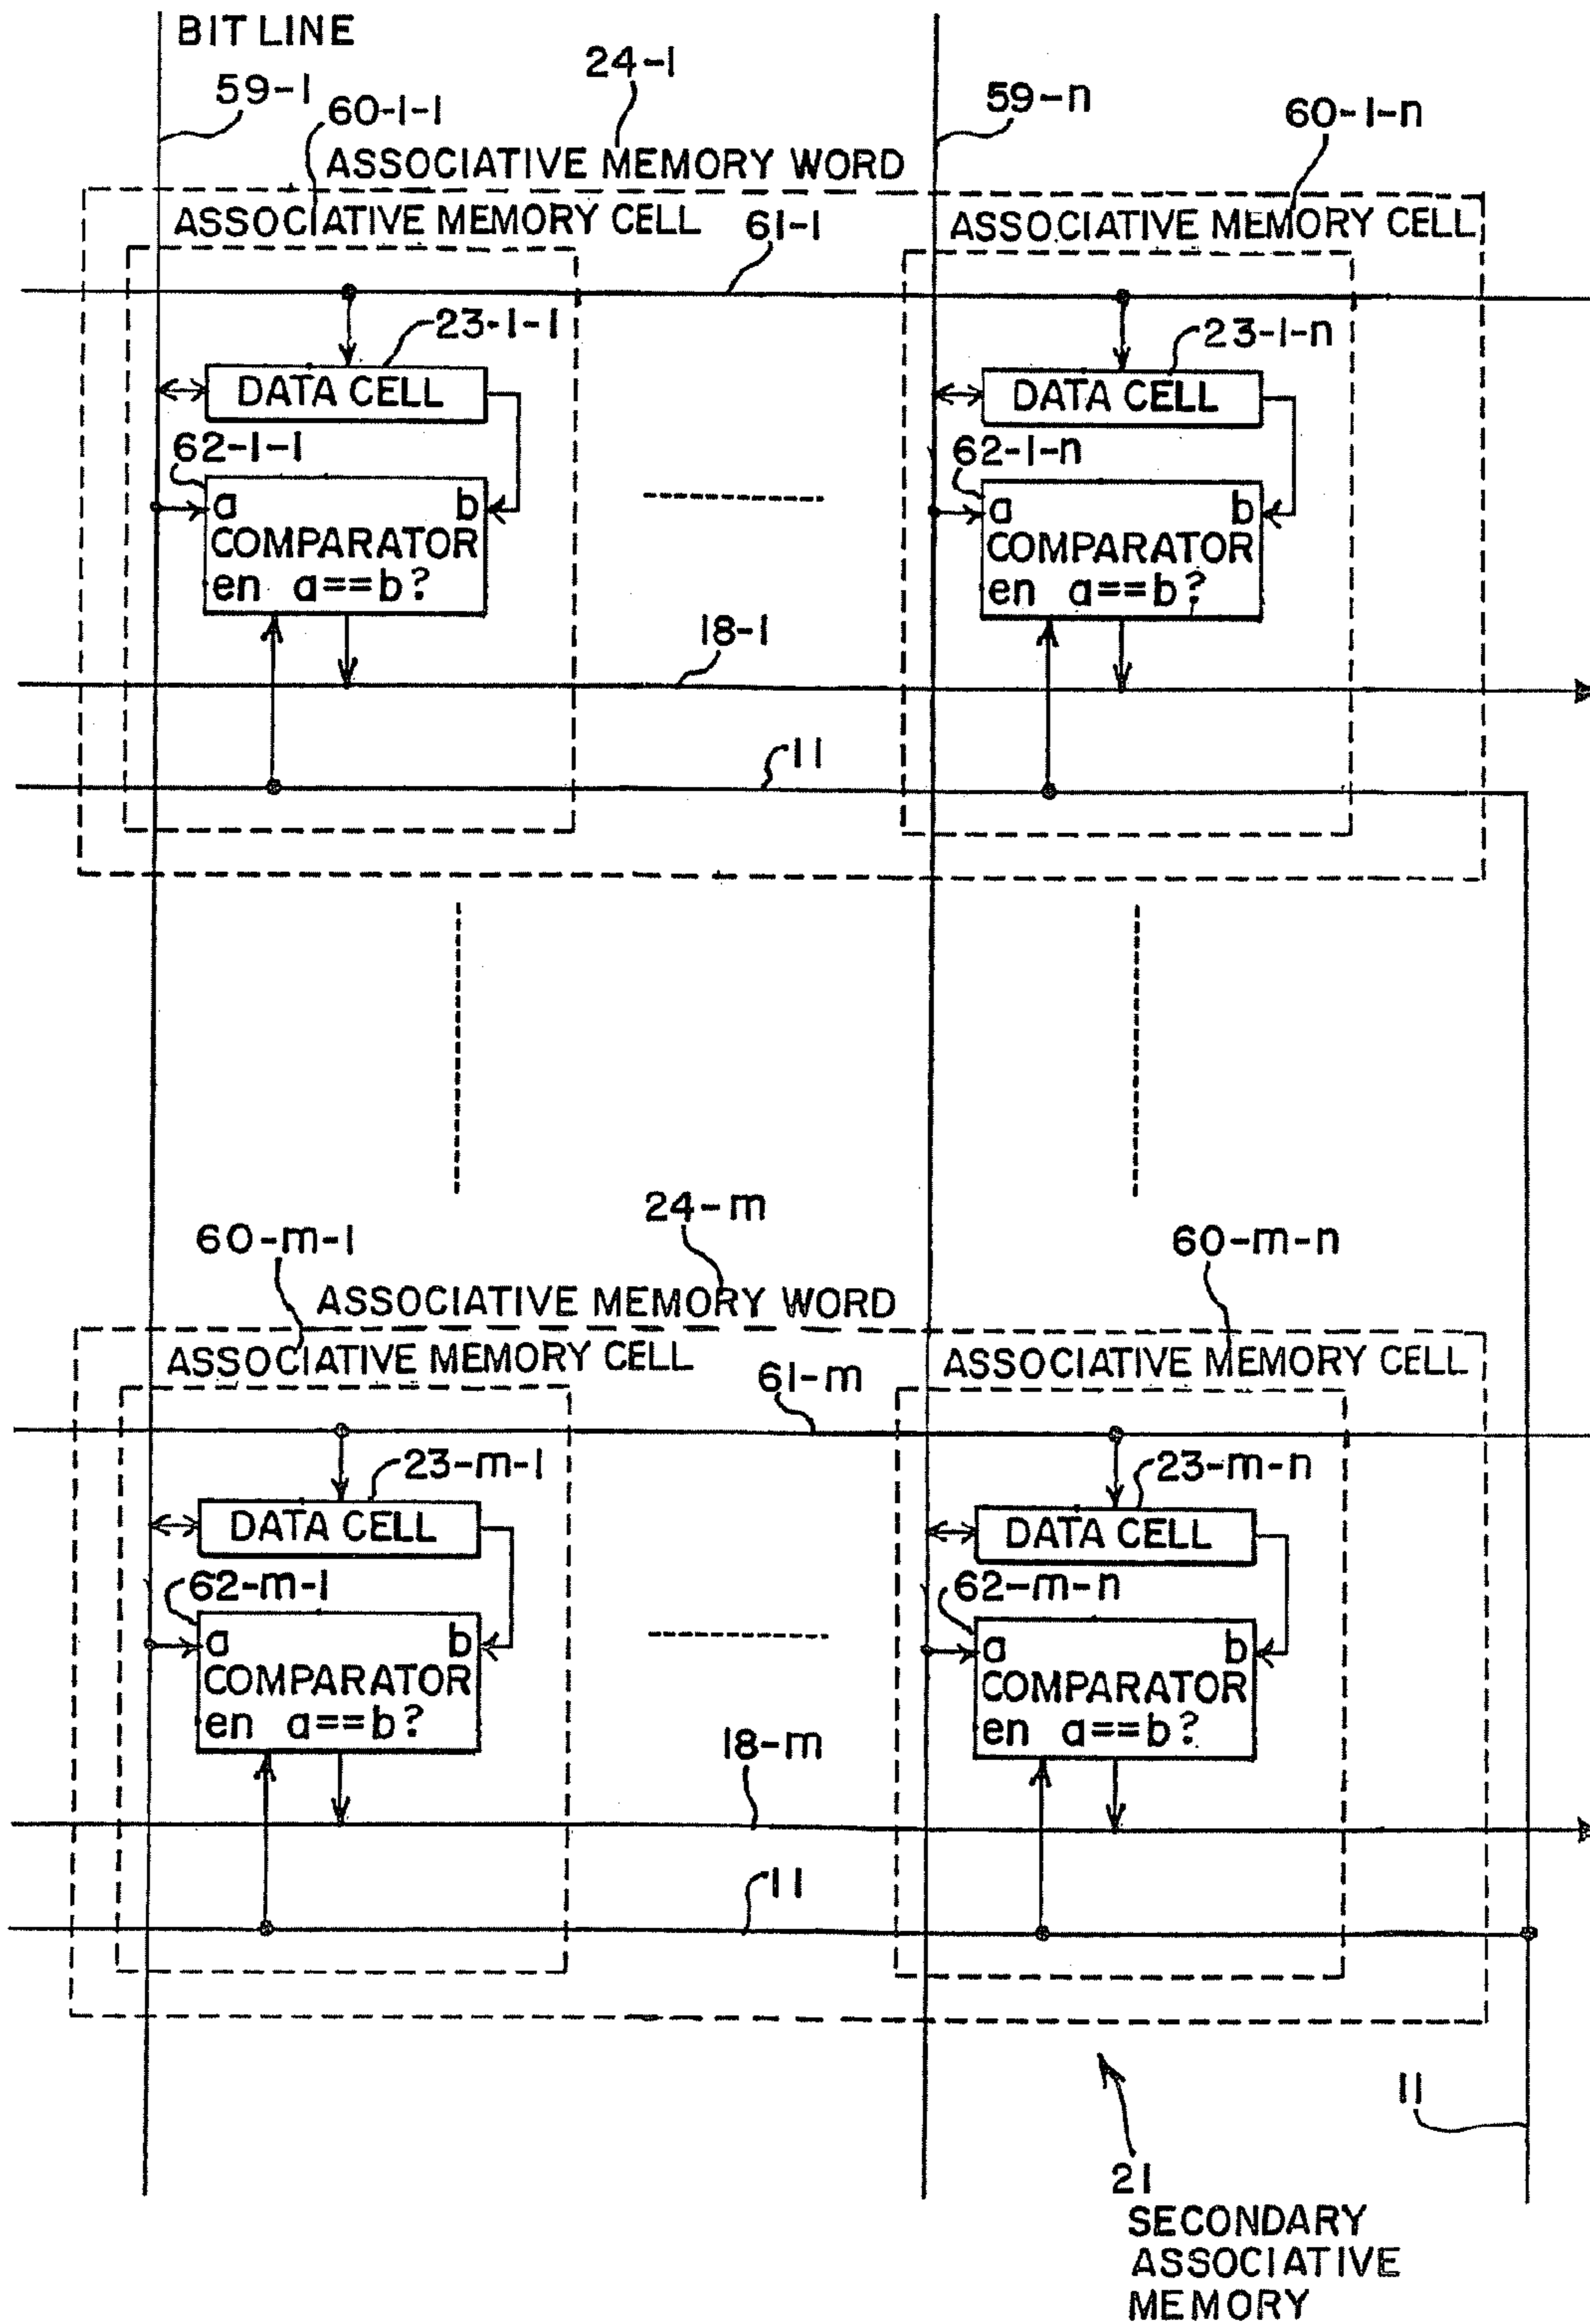 BIT LINE
24-1
59-1
59-n
60-1-1
60-1-n
ASSOCIATIVE MEMORY WORD
ASSOCIATIVE MEMORY CELL
61-1
ASSOCIATIVE MEMORY CELL
23-1-1
23-1-n
DATA CELL
DATA CELL
62-1-1
62-1-n
a b
COMPARATOR
en a==b?
a b
COMPARATOR
en a==b?
18-1
11
24-m
60-m-1
60-m-n
ASSOCIATIVE MEMORY WORD
ASSOCIATIVE MEMORY CELL
ASSOCIATIVE MEMORY CELL
61-m
23-m-1
23-m-n
DATA CELL
DATA CELL
62-m-1
62-m-n
a b
COMPARATOR
en a==b?
a b
COMPARATOR
en a==b?
18-m
11
11
21
SECONDARY
ASSOCIATIVE
MEMORY